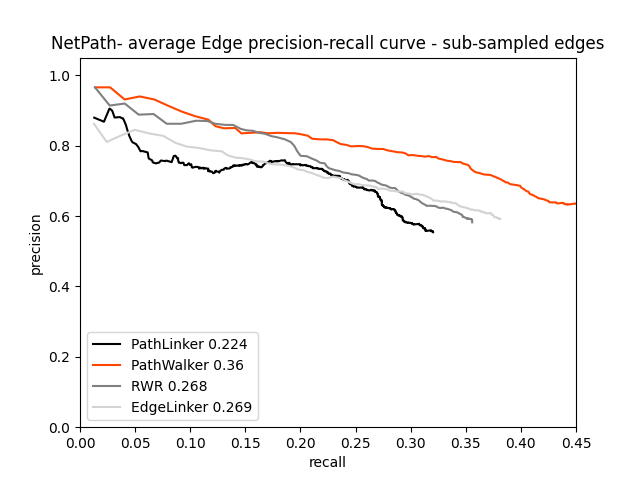 NetPath- average Edge precision-recall curve - sub-sampled edges
1.0
0.8
0.6
0.4
0.2
0.0
precision
PathLinker 0.224
PathWalker 0.36
RWR 0.268
EdgeLinker 0.269
0.00 0.05 0.10 0.15 0.20 0.25 0.30 0.35 0.40 0.45
recall